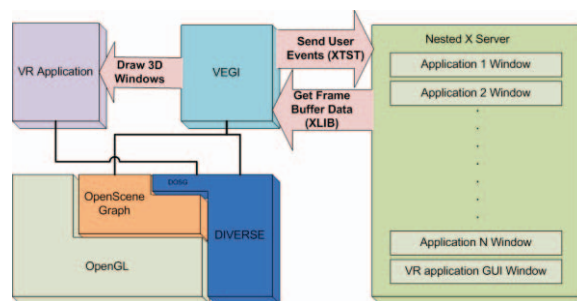 VR Application
Draw 3D
Windows
VEGI
Send User
Events (XTST)
Get Frame
Buffer Data
(XLIB)
Nested X Server
Application 1 Window
Application 2 Window
Application N Window
VR application GUI Window
OpenScene
Graph
DOSG
DIVERSE
OpenGL